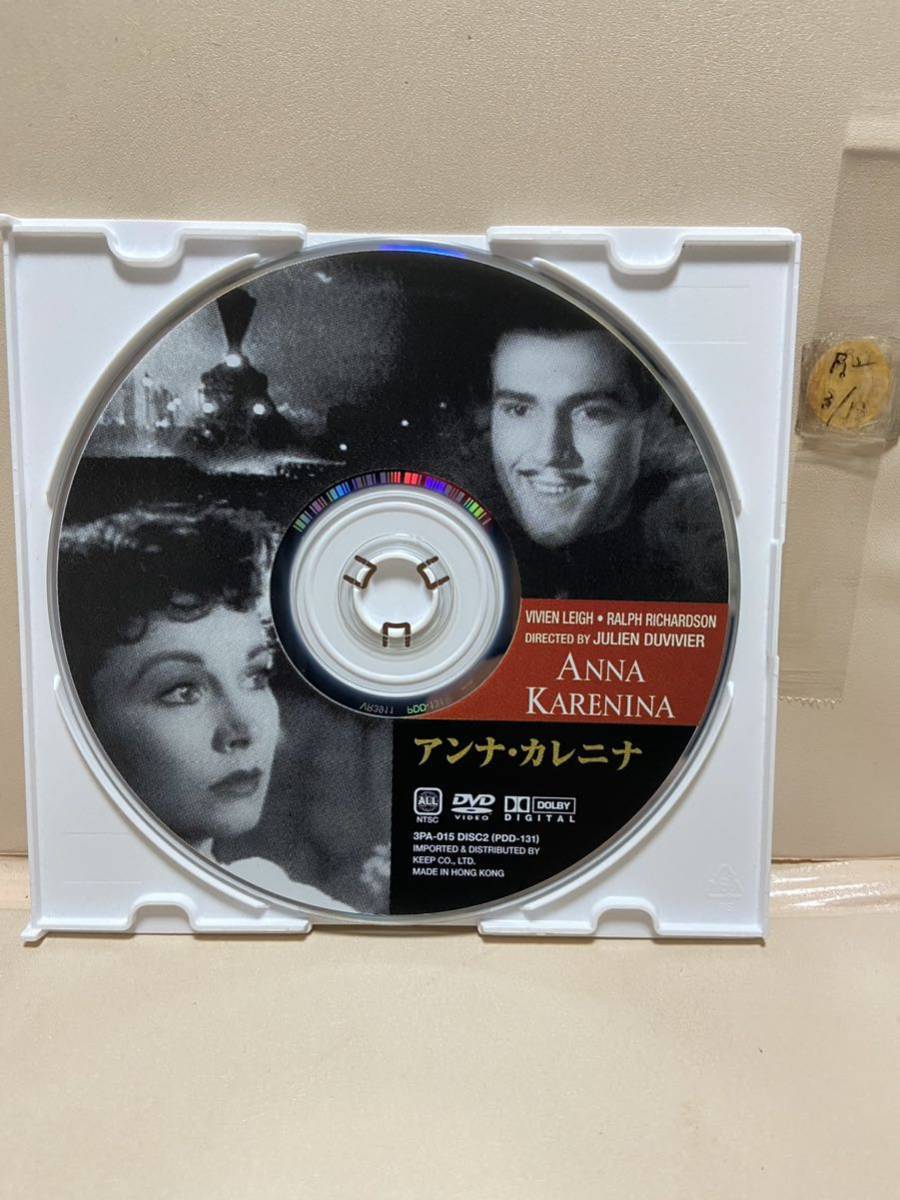 VIVIEN LEIGH • RALPH RICHARDSON
DIRECTED BY JULIEN DUVIVIER
ANNA
KARENINA
アンナ・カレニナ
ALL
NTSC
DVD
VIDEO
DOLBY
DIGITAL
3PA-015 DISC2 (PDD-131)
IMPORTED & DISTRIBUTED BY
KEEP CO., LTD.
MADE IN HONG KONG